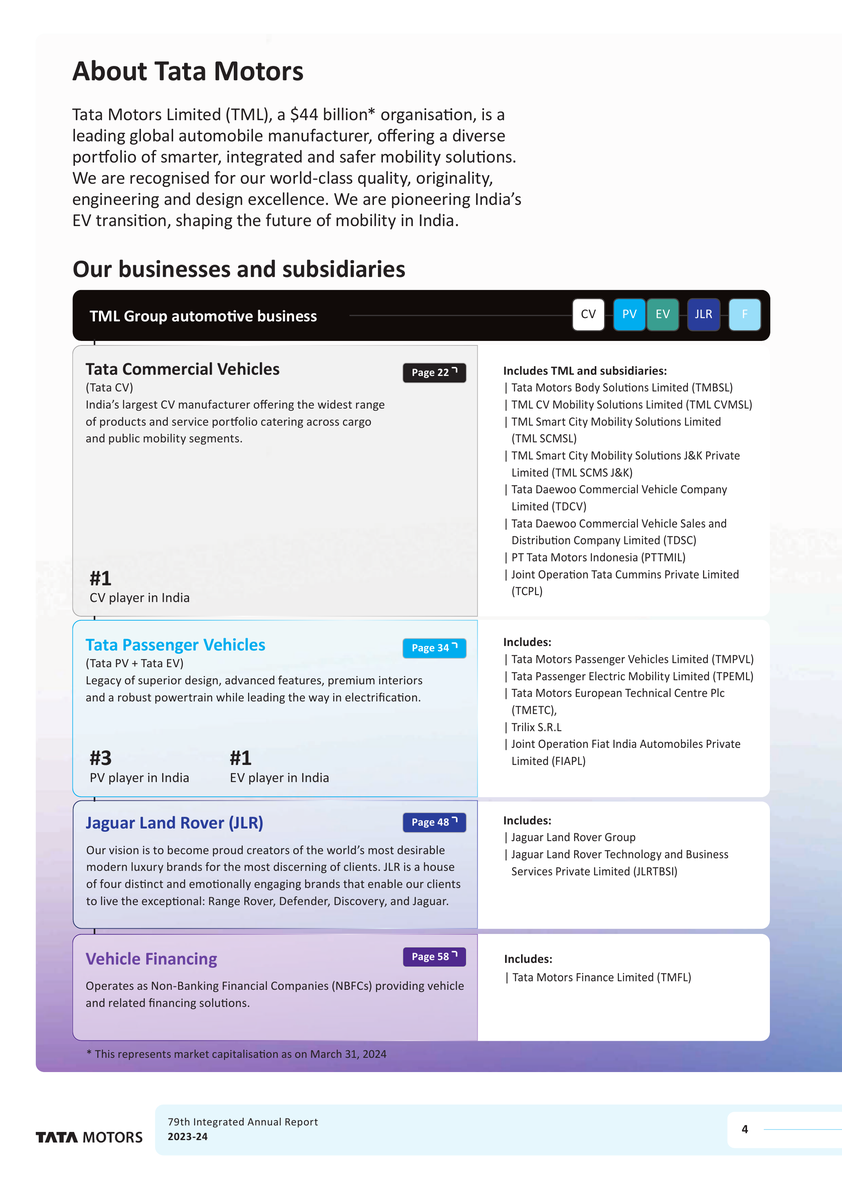 About Tata Motors
Tata Motors Limited (TML), a $44 billion* organisation, is a
leading global automobile manufacturer, offering a diverse
portfolio of smarter, integrated and safer mobility solutions.
We are recognised for our world-class quality, originality,
engineering and design excellence. We are pioneering India’s
EV transition, shaping the future of mobility in India.
Our businesses and subsidiaries
TML Group automotive business
CV PV EV JLR F
Tata Commercial Vehicles
Page 22
(Tata CV)
India’s largest CV manufacturer offering the widest range
of products and service portfolio catering across cargo
and public mobility segments.
#1
CV player in India
Includes TML and subsidiaries:
| Tata Motors Body Solutions Limited (TMBSL)
| TML CV Mobility Solutions Limited (TML CVMSL)
| TML Smart City Mobility Solutions Limited
(TML SCMSL)
| TML Smart City Mobility Solutions J&K Private
Limited (TML SCMS J&K)
| Tata Daewoo Commercial Vehicle Company
Limited (TDCV)
| Tata Daewoo Commercial Vehicle Sales and
Distribution Company Limited (TDSC)
| PT Tata Motors Indonesia (PTTMIL)
| Joint Operation Tata Cummins Private Limited
(TCPL)
Tata Passenger Vehicles
Page 34
(Tata PV + Tata EV)
Legacy of superior design, advanced features, premium interiors
and a robust powertrain while leading the way in electrification.
#3
PV player in India
#1
EV player in India
Includes:
| Tata Motors Passenger Vehicles Limited (TMPVL)
| Tata Passenger Electric Mobility Limited (TPEML)
| Tata Motors European Technical Centre Plc
(TMETC),
| Trilix S.R.L
| Joint Operation Fiat India Automobiles Private
Limited (FIAPL)
Jaguar Land Rover (JLR)
Page 48
Our vision is to become proud creators of the world’s most desirable
modern luxury brands for the most discerning of clients. JLR is a house
of four distinct and emotionally engaging brands that enable our clients
to live the exceptional: Range Rover, Defender, Discovery, and Jaguar.
Includes:
| Jaguar Land Rover Group
| Jaguar Land Rover Technology and Business
Services Private Limited (JLRTBSI)
Vehicle Financing
Page 58
Operates as Non-Banking Financial Companies (NBFCs) providing vehicle
and related financing solutions.
Includes:
| Tata Motors Finance Limited (TMFL)
* This represents market capitalisation as on March 31, 2024
TATA MOTORS
79th Integrated Annual Report
2023-24
4